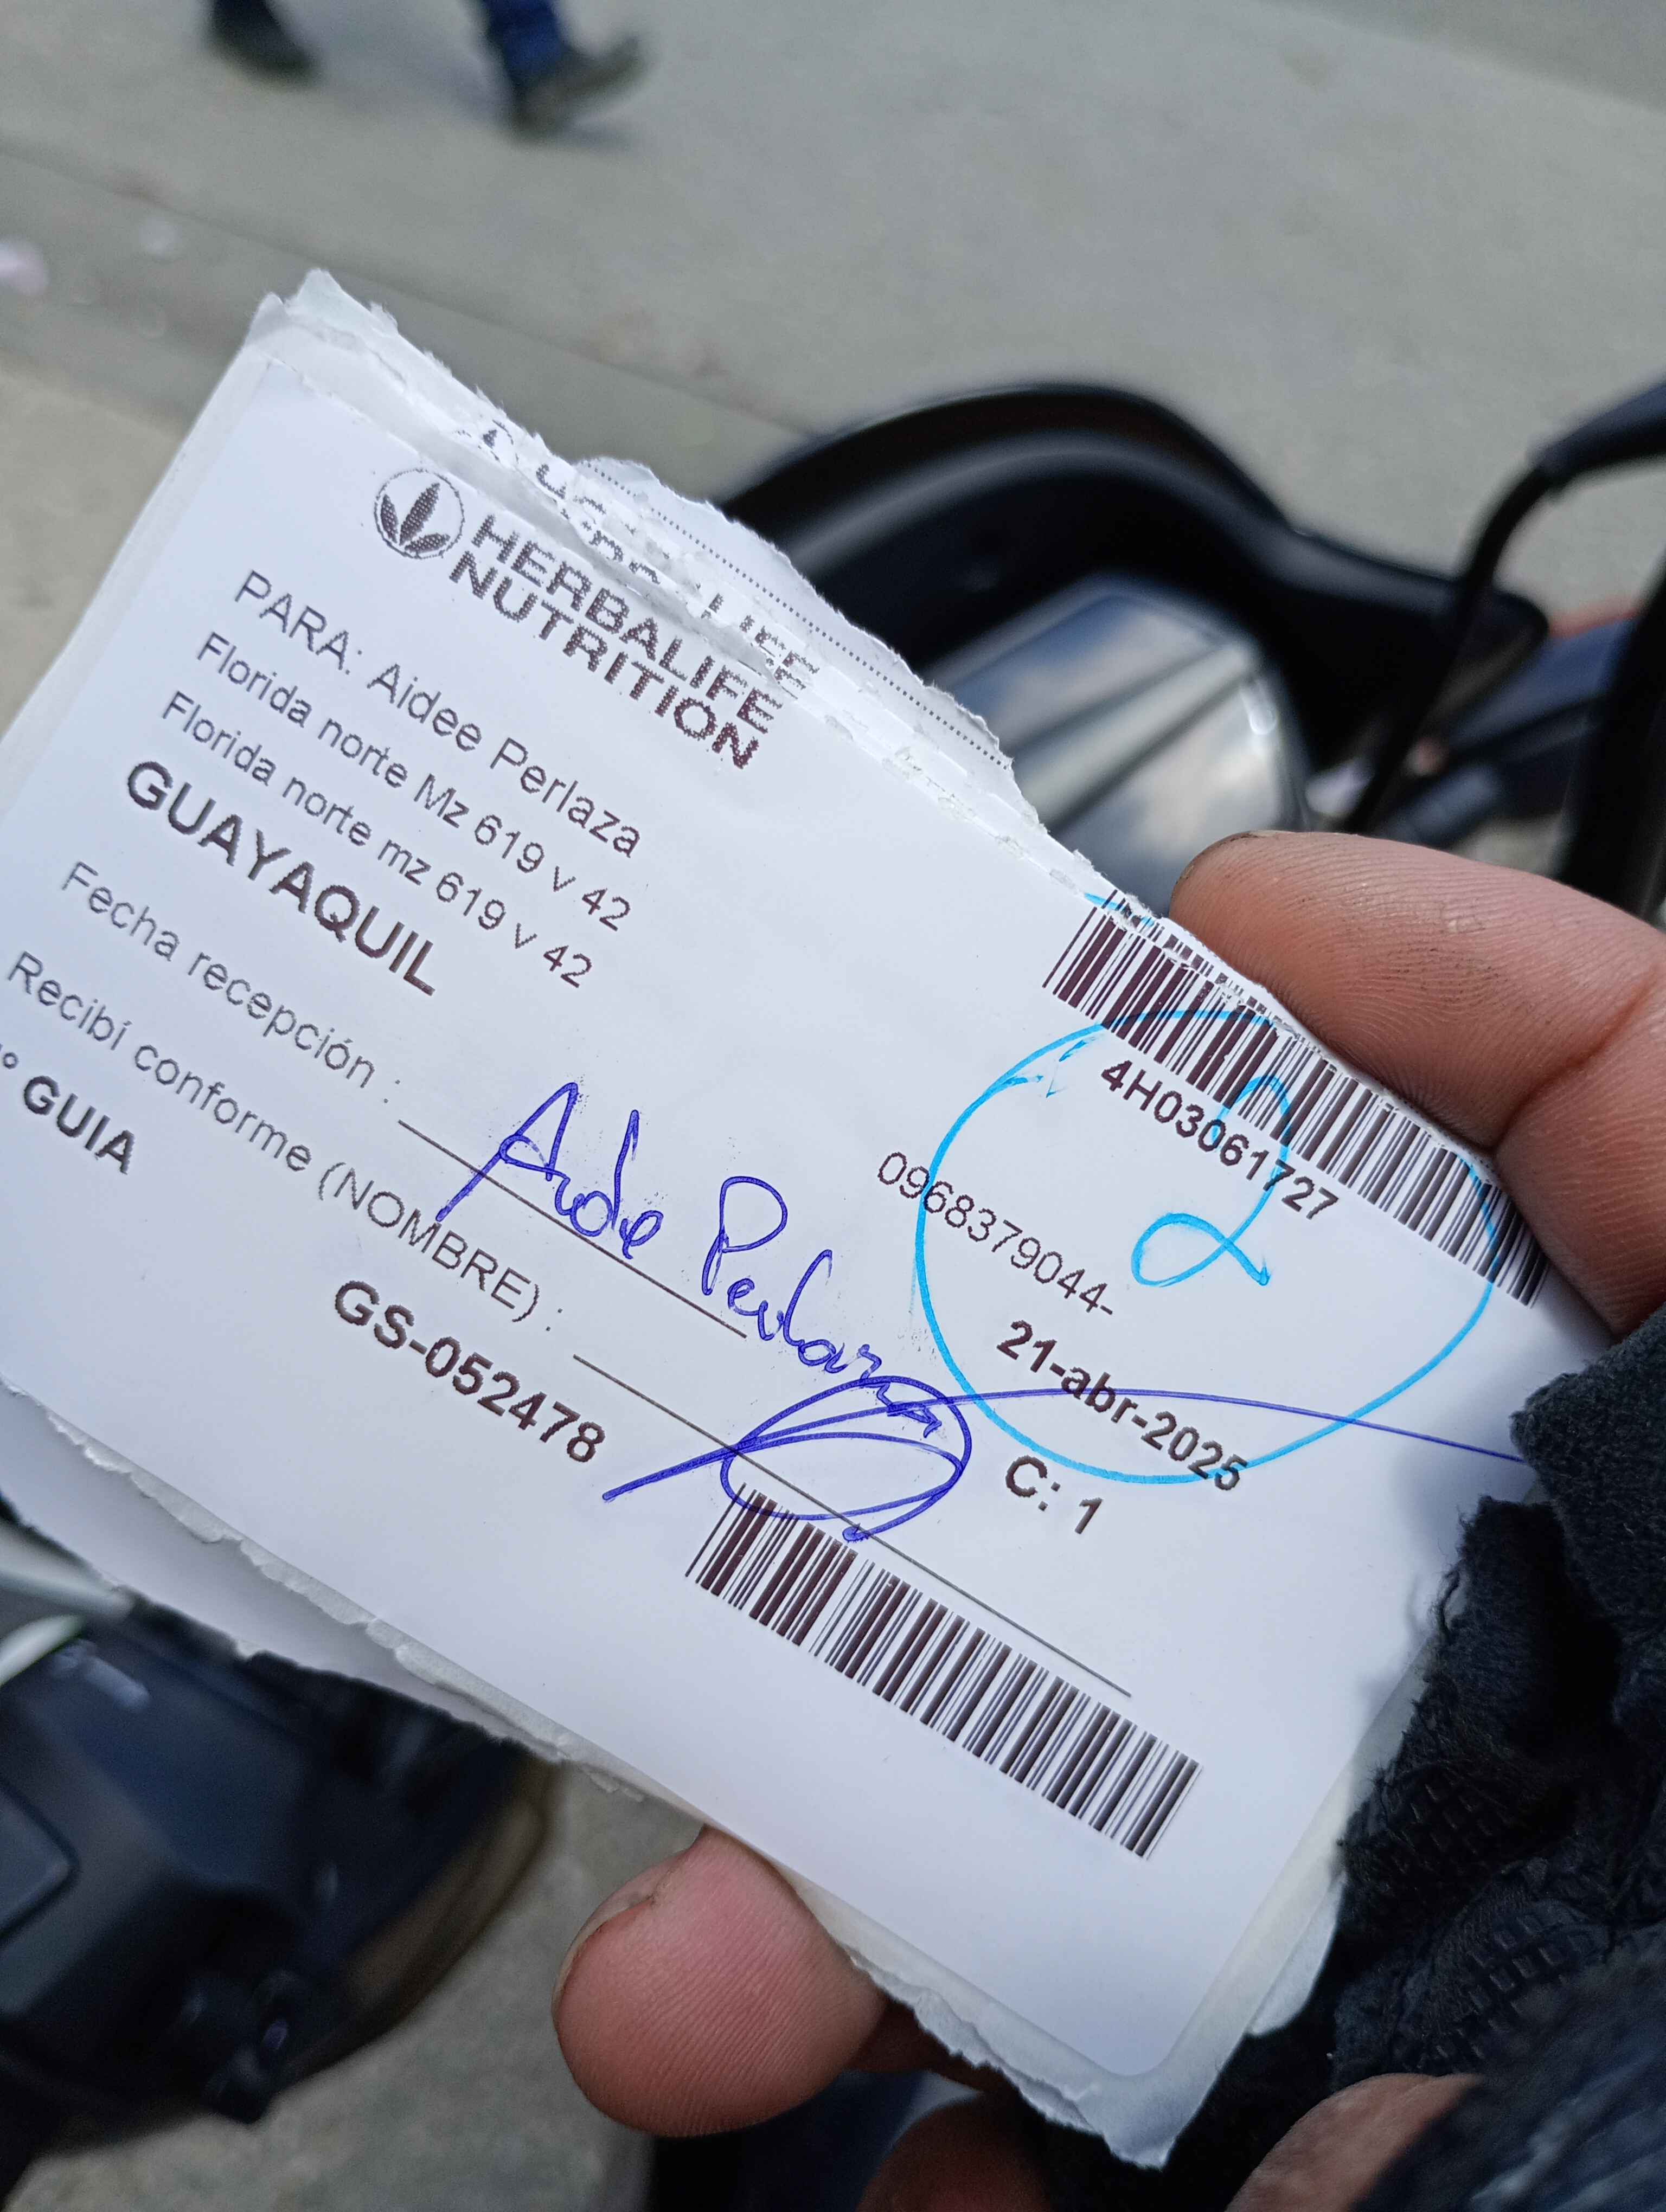 HERBALIFE
NUTRITION
PARA: Aidee Perlaza
Florida norte Mz 619 v 42
Florida norte mz 619 v 42
GUAYAQUIL
4H03061727
2
0968379044-
21-abr-2025
C: 1
Fecha recepción :
Aide Perlaza
Recibí conforme (NOMBRE) :
° GUIA
GS-052478